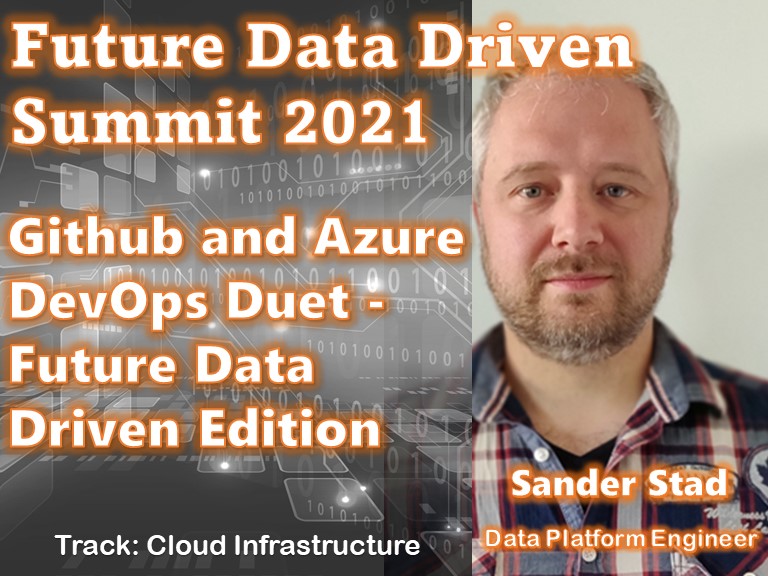 Future Data Driven
Summit 2021
Github and Azure
DevOps Duet -
Future Data
Driven Edition
Sander Stad
Data Platform Engineer
Track: Cloud Infrastructure